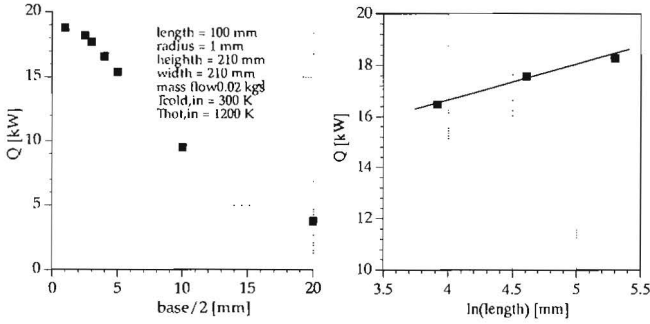 20
15
10
5
0
Q [kW]
length = 100 mm
radius = 1 mm
heighth = 210 mm
width = 210 mm
mass flow0.02 kgs
Tcold,in = 300 K
Thot,in = 1200 K
0 5 10 15 20
base/2 [mm]
20
18
16
14
12
10
Q [kW]
3.5 4 4.5 5 5.5
ln(length) [mm]